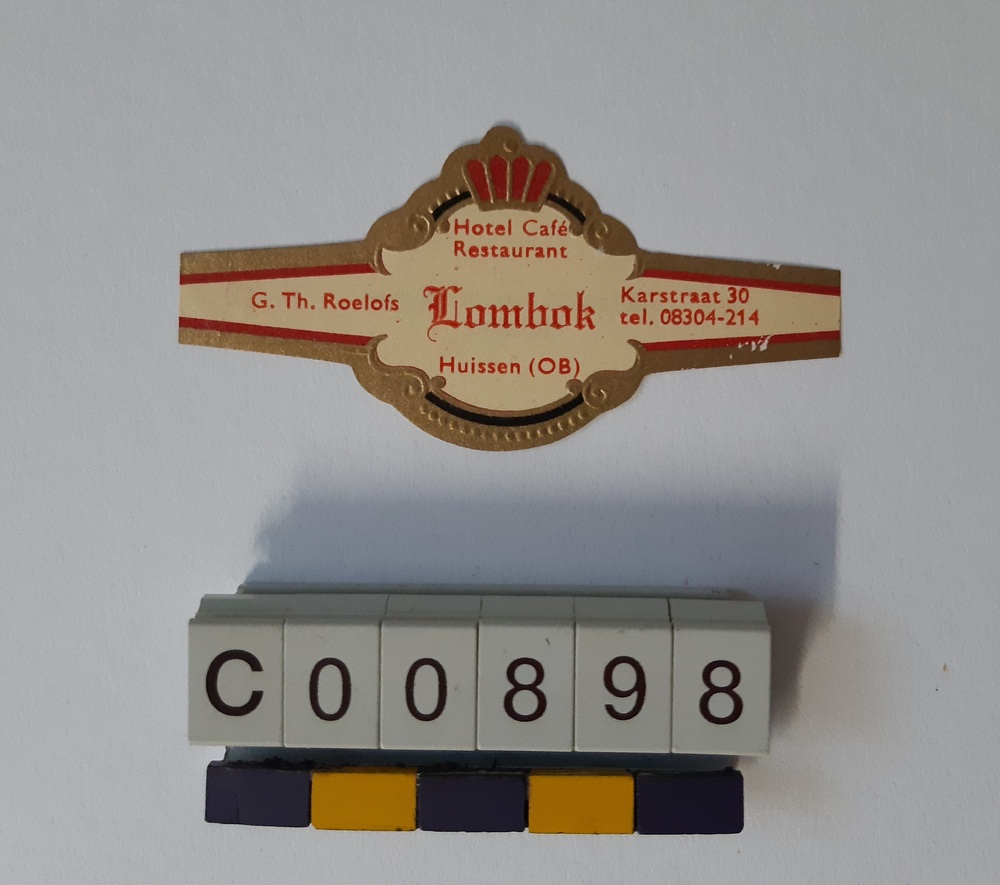 Hotel Café
Restaurant
G. Th. Roelofs
Lombok
Karstraat 30
tel. 08304-214
Huissen (OB)
C00898